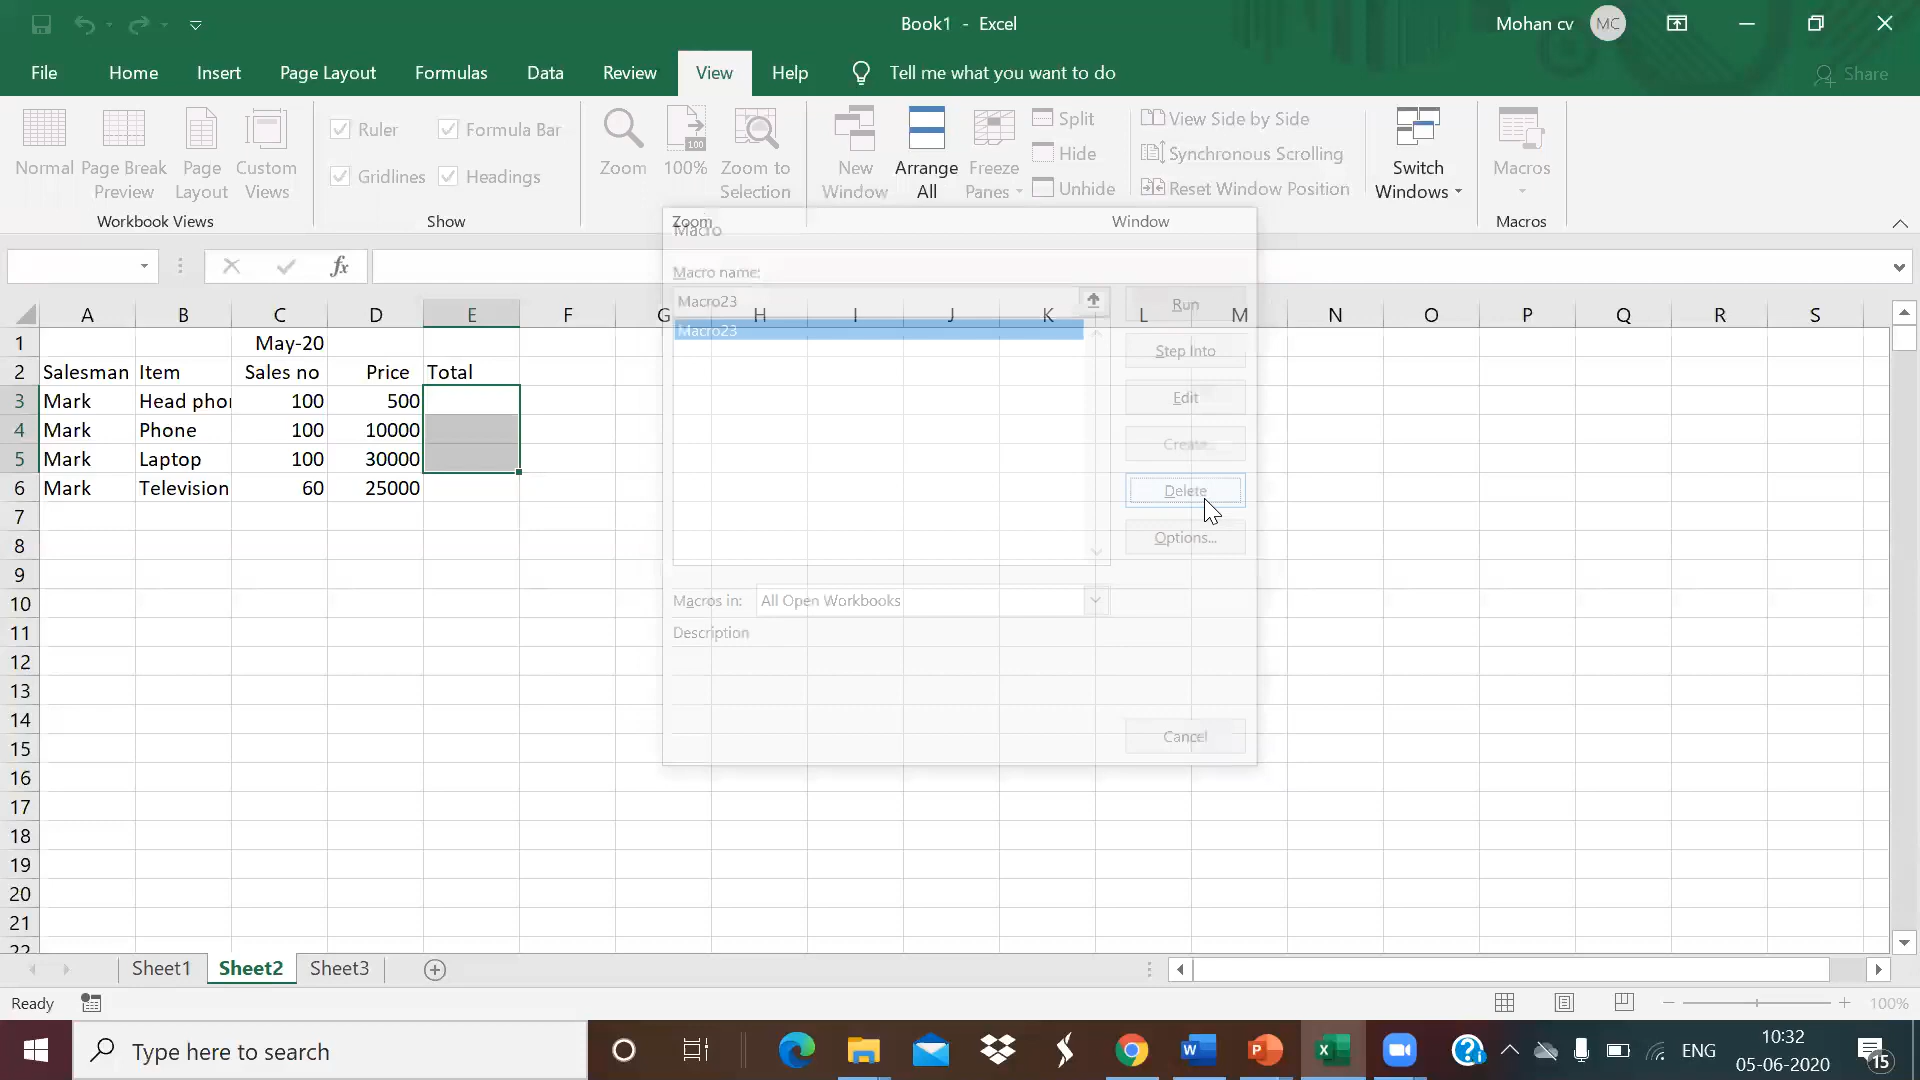 Book1 - Excel
Mohan cv MC
File Home Insert Page Layout Formulas Data Review View Help Tell me what you want to do Share
Normal Page Break Preview Page Layout Custom Views
Workbook Views
Ruler Formula Bar
Gridlines Headings
Show
Zoom 100% Zoom to Selection
100
Zoom
New Window Arrange All Freeze Panes
Split
Hide
Unhide
View Side by Side
Synchronous Scrolling
Reset Window Position
Switch Windows
Window
Macros
Macros
fx
A B C D E F G H I J K L M N O P Q R S
1 May-20
2 Salesman Item Sales no Price Total
3 Mark Head phor 100 500
4 Mark Phone 100 10000
5 Mark Laptop 100 30000
6 Mark Television 60 25000
7
8
9
10
11
12
13
14
15
16
17
18
19
20
21
22
Macro
Macro name:
Macro23
Macro23
Run
Step Into
Edit
Create
Delete
Options...
Macros in: All Open Workbooks
Description
Cancel
Sheet1 Sheet2 Sheet3
Ready
100%
Type here to search
ENG
10:32
05-06-2020
15